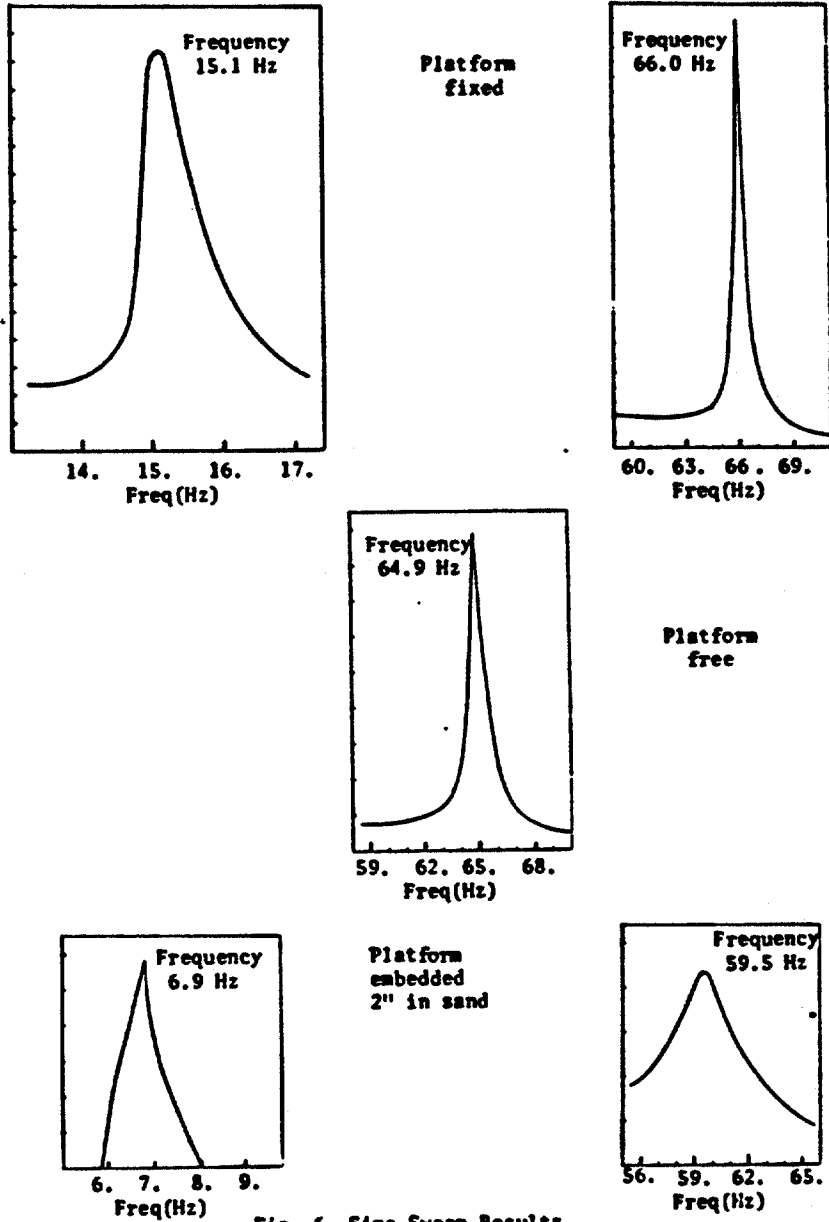 Frequency
15.1 Hz
Platform
fixed
Frequency
66.0 Hz
14. 15. 16. 17.
Freq(Hz)
60. 63. 66. 69.
Freq(Hz)
Frequency
64.9 Hz
Platform
free
59. 62. 65. 68.
Freq(Hz)
Frequency
6.9 Hz
Platform
embedded
2" in sand
Frequency
59.5 Hz
6. 7. 8. 9.
Freq(Hz)
56. 59. 62. 65.
Freq(Hz)
Results